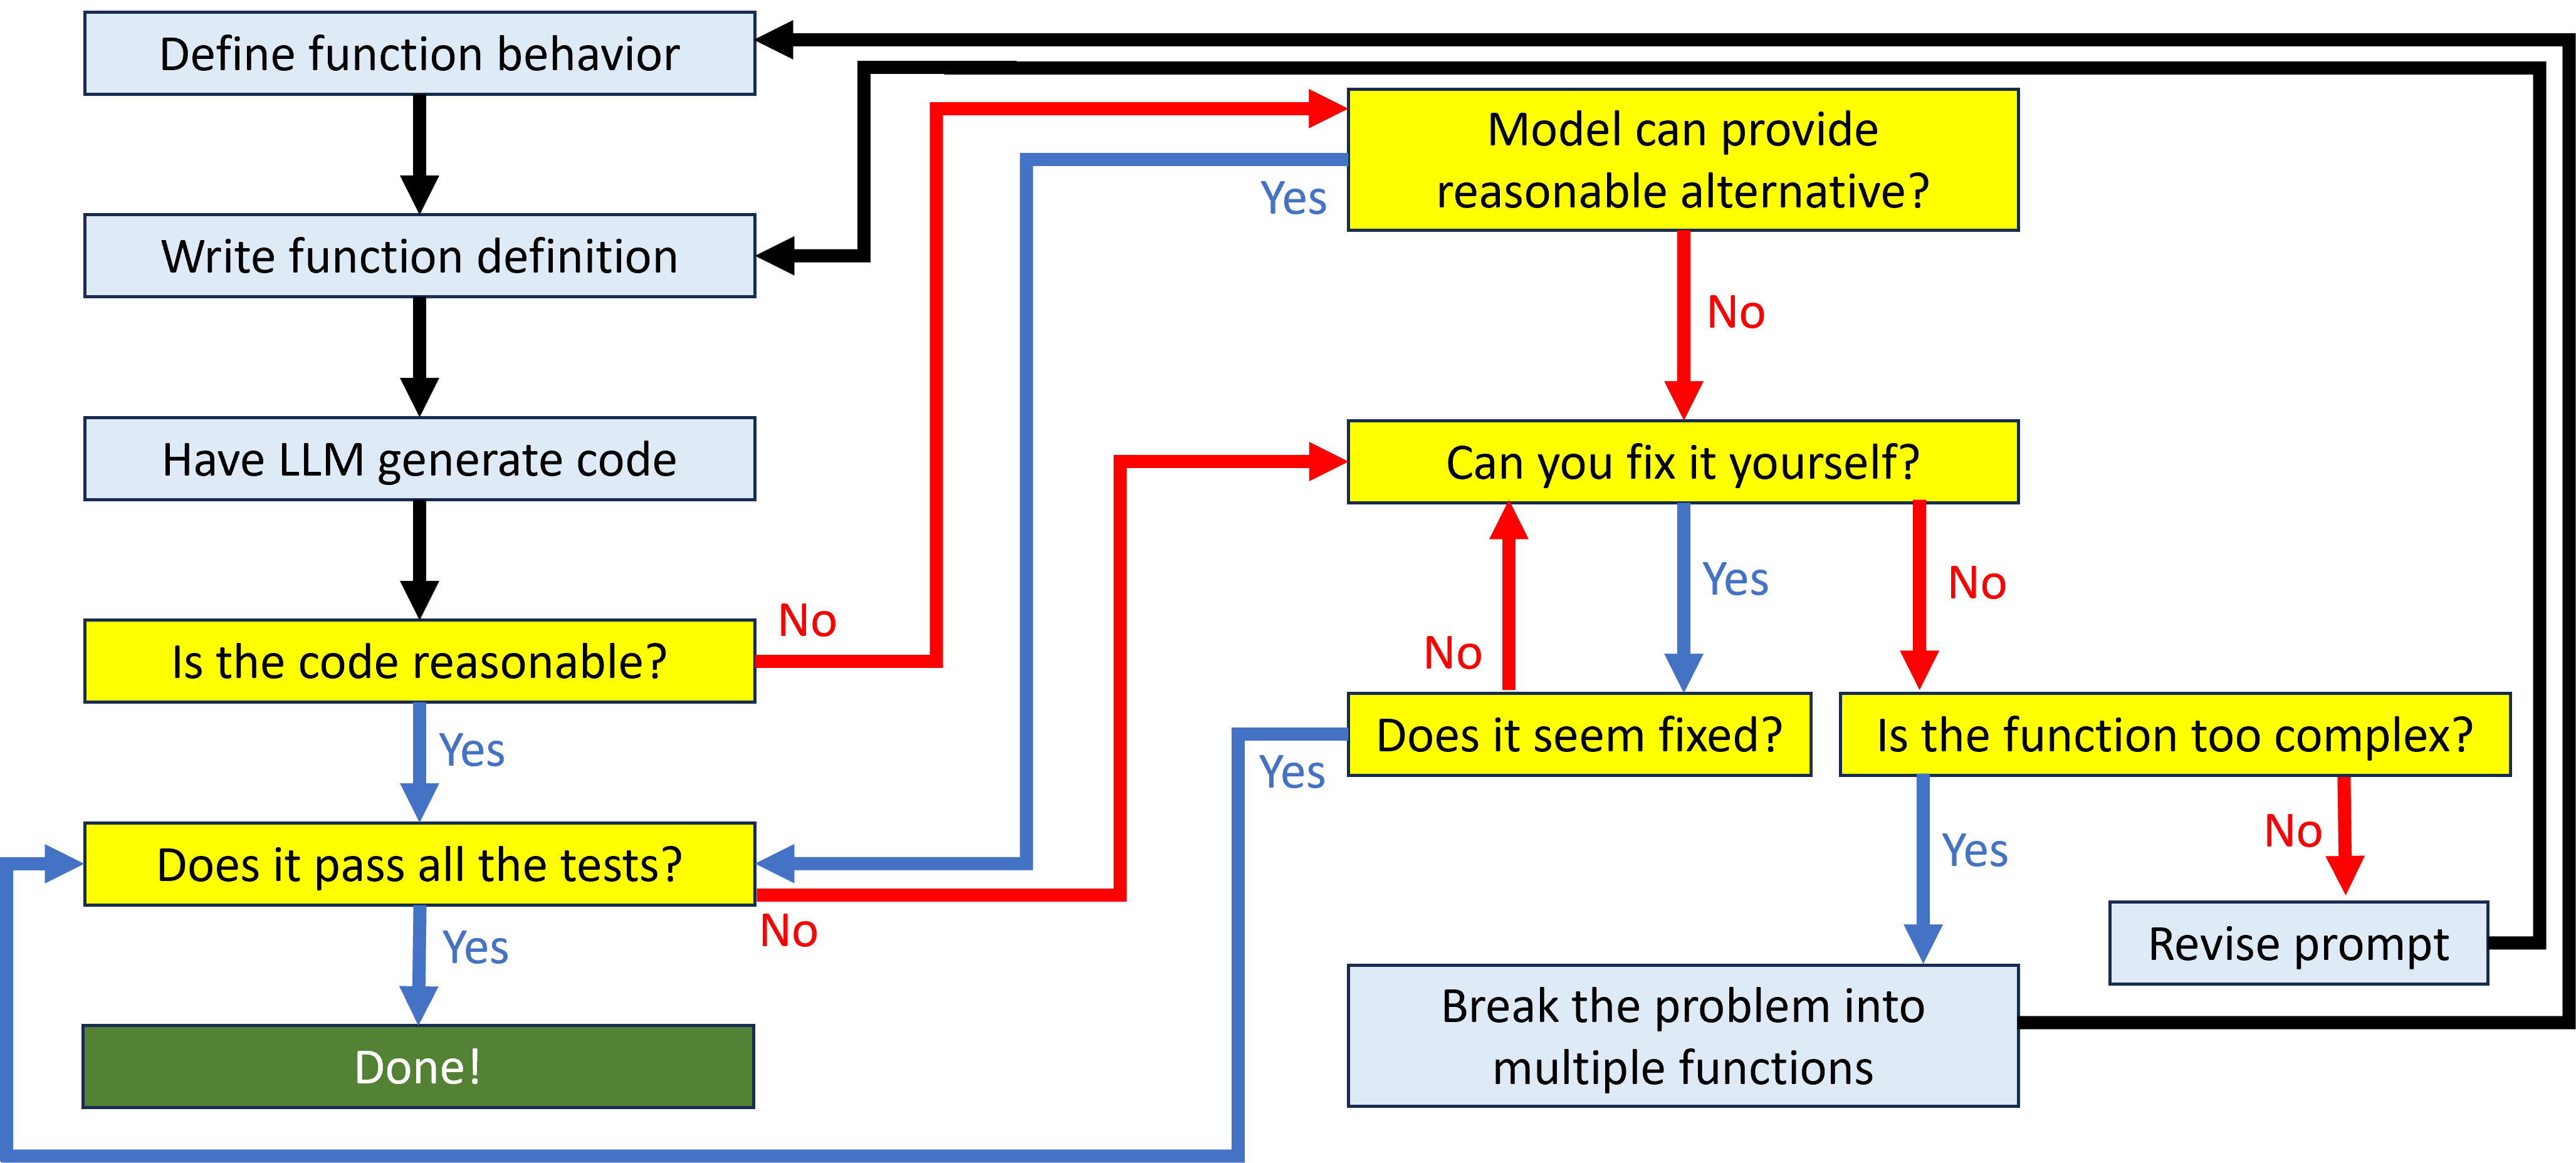 Define function behavior
Write function definition
Have LLM generate code
Is the code reasonable?
No
Yes
Does it pass all the tests?
No
Yes
Done!
Model can provide
reasonable alternative?
Yes
No
Can you fix it yourself?
Yes
No
No
Does it seem fixed?
Yes
Is the function too complex?
Yes
No
Revise prompt
Break the problem into
multiple functions